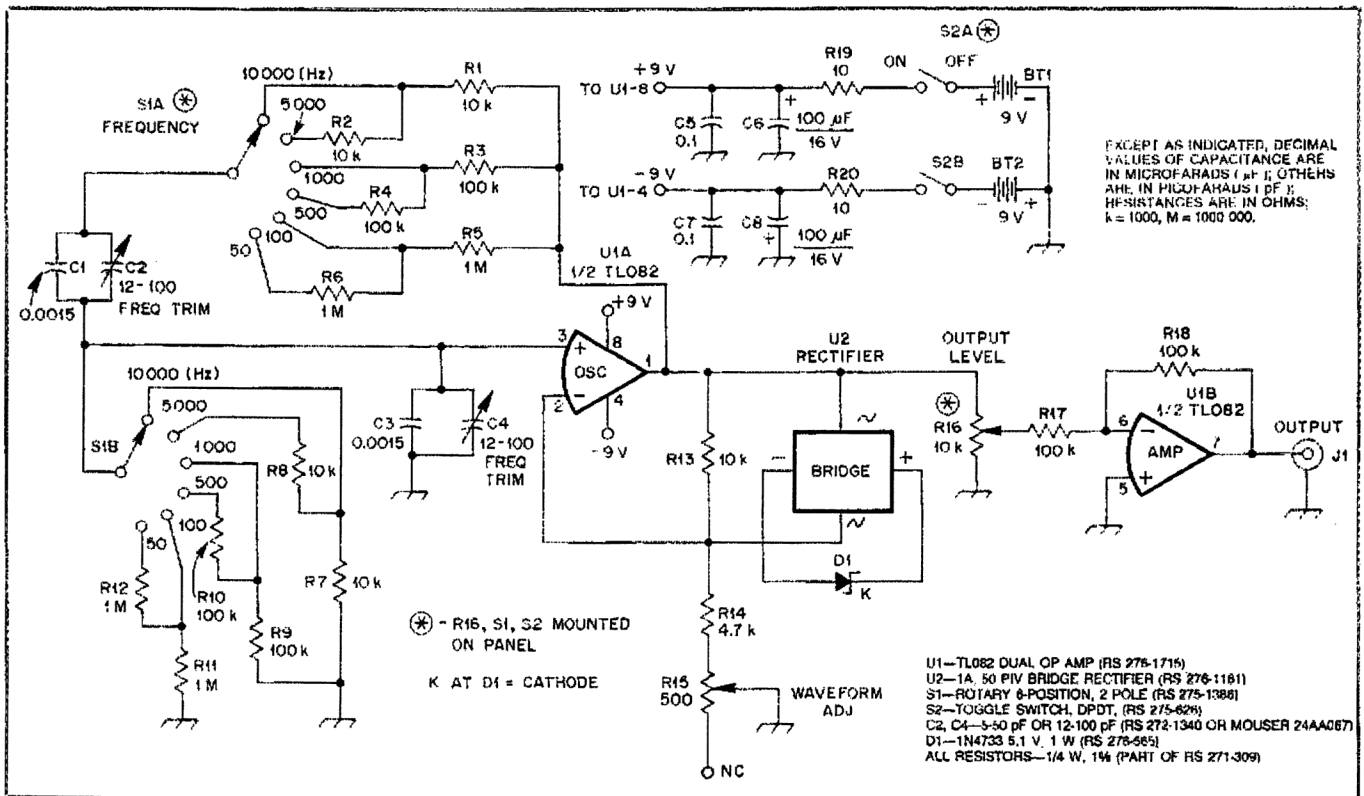 S1A *
FREQUENCY
10 000 (Hz)
5000
1000
500
100
50
R1
10 k
R2
10 k
R3
100 k
R4
100 k
R5
1 M
R6
1M
C1
0.0015
C2
12-100
FREQ TRIM
+9 V
TO U1-8
C5
0.1
C6
+
100 µF
16 V
R19
10
ON
OFF
S2A *
BT1
+
-
9 V
-9V
TO U1-4
C7
0.1
C8
+
100 µF
16V
R20
10
S2B
BT2
-
+
9 V
EXCEPT AS INDICATED, DECIMAL
VALUES OF CAPACITANCE ARE
IN MICROFARADS ( µF ); OTHERS
ARE IN PICOFARADS ( pF );
RESISTANCES ARE IN OHMS;
k = 1000, M = 1000 000.
U1A
1/2 TL082
+9 V
3
+
8
OSC
1
2
-
4
-9V
C3
0.0015
C4
12-100
FREQ
TRIM
10000 (Hz)
S1B
5000
1000
500
100
50
R8
10 k
R7
10 k
R12
1 M
R10
100 k
R9
100 k
R11
1 M
U2
RECTIFIER
~
-
BRIDGE
+
~
R13
10 k
D1
K
R14
4.7 k
R15
500
WAVEFORM
ADJ
NC
OUTPUT
LEVEL
*
R16
10 k
R17
100 k
R18
100 k
U1B
1/2 TL082
6
-
AMP
7
5
+
OUTPUT
J1
* - R16, S1, S2 MOUNTED
ON PANEL
K AT D1 = CATHODE
U1—TL082 DUAL OP AMP (RS 276-1715)
U2—1A, 50 PIV BRIDGE RECTIFIER (RS 276-1161)
S1—ROTARY 6-POSITION, 2 POLE (RS 275-1386)
S2—TOGGLE SWITCH, DPDT, (RS 275-626)
C2, C4—5-50 pF OR 12-100 pF (RS 272-1340 OR MOUSER 24AA067)
D1—1N4733 5.1 V, 1 W (RS 276-565)
ALL RESISTORS—1/4 W, 1% (PART OF RS 271-309)